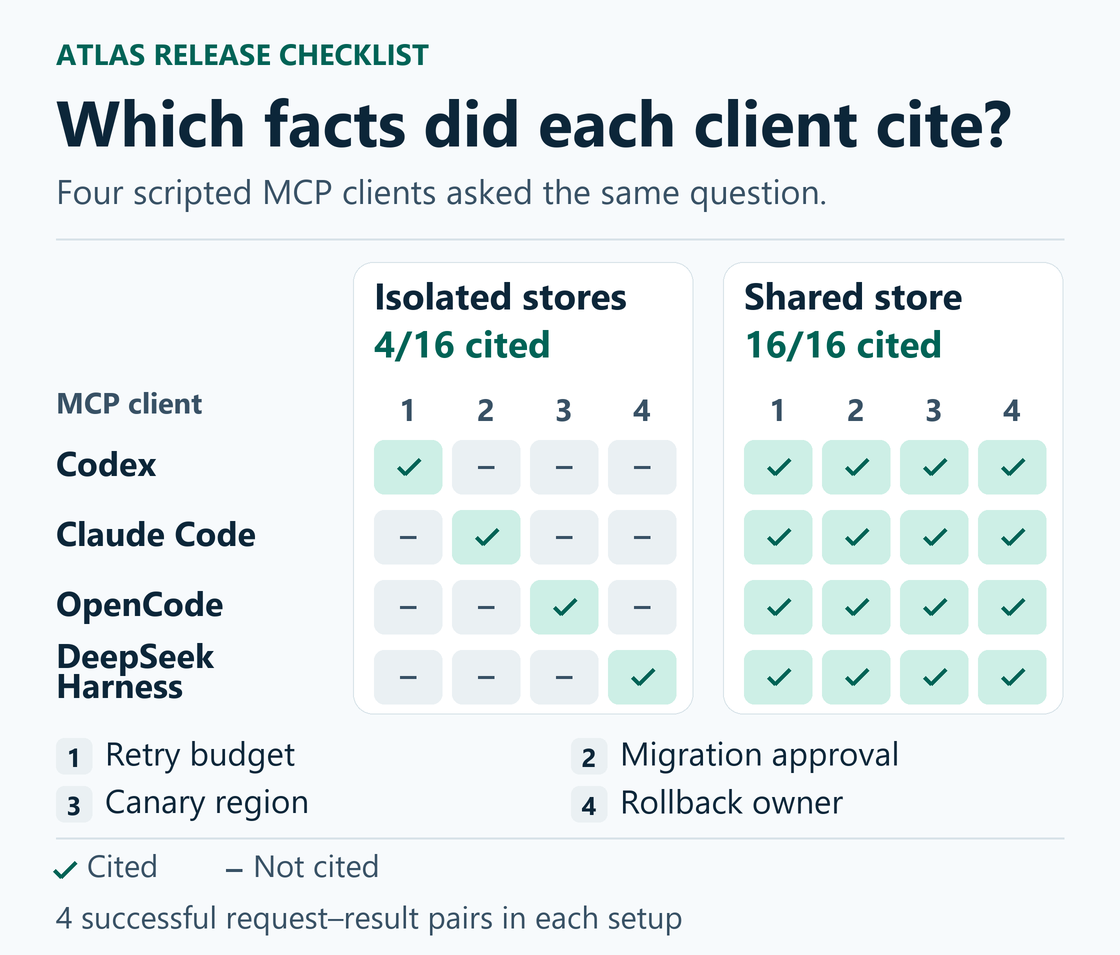 ATLAS RELEASE CHECKLIST
Which facts did each client cite?
Four scripted MCP clients asked the same question.
Isolated stores
4/16 cited
Shared store
16/16 cited
MCP client
1 2 3 4
1 2 3 4
Codex
✓ – – –
✓ ✓ ✓ ✓
Claude Code
– ✓ – –
✓ ✓ ✓ ✓
OpenCode
– – ✓ –
✓ ✓ ✓ ✓
DeepSeek
Harness
– – – ✓
✓ ✓ ✓ ✓
1 Retry budget
2 Migration approval
3 Canary region
4 Rollback owner
✓ Cited
– Not cited
4 successful request–result pairs in each setup